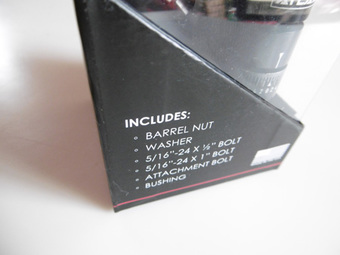 INCLUDES:
◦ BARREL NUT
◦ WASHER
◦ 5/16"-24 X ½" BOLT
◦ 5/16"-24 X 1" BOLT
◦ ATTACHMENT BOLT
◦ BUSHING